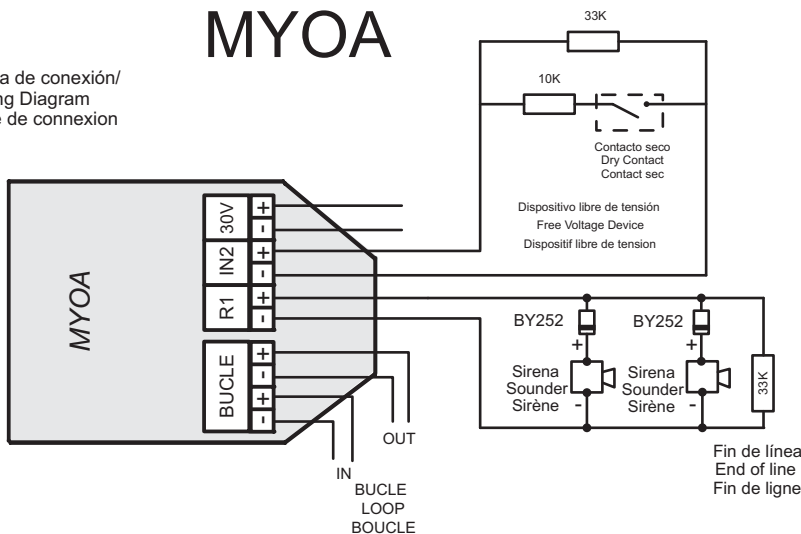 MYOA
a de conexión/
ng Diagram
e de connexion
33K
10K
Contacto seco
Dry Contact
Contact sec
Dispositivo libre de tensión
Free Voltage Device
Dispositif libre de tension
MYOA
30V
+
-
IN2
+
-
R1
+
-
BUCLE
+
-
+
-
OUT
IN
BUCLE
LOOP
BOUCLE
BY252
+
Sirena
Sounder
Sirène
-
BY252
+
Sirena
Sounder
Sirène
-
33K
Fin de línea
End of line
Fin de ligne